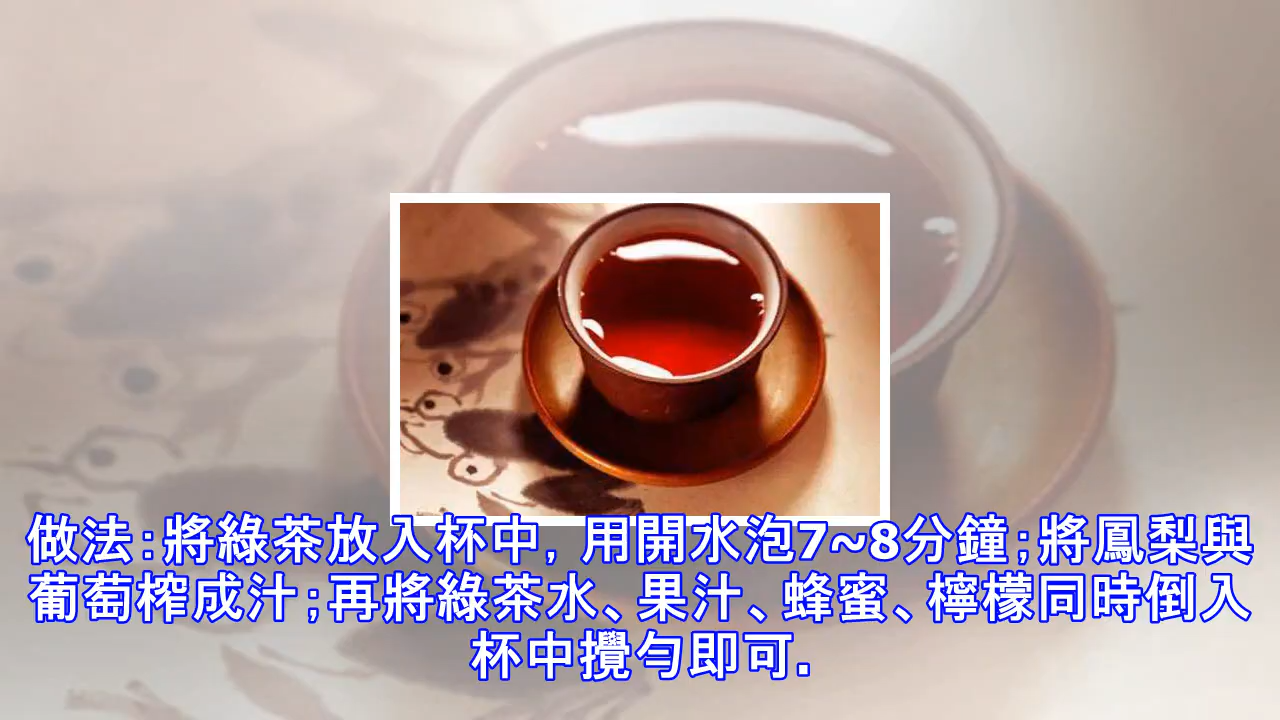 做法:將綠茶放入杯中, 用開水泡7~8分鐘;將鳳梨與
葡萄榨成汁;再將綠茶水、果汁、蜂蜜、檸檬同時倒入
杯中攪勻即可.